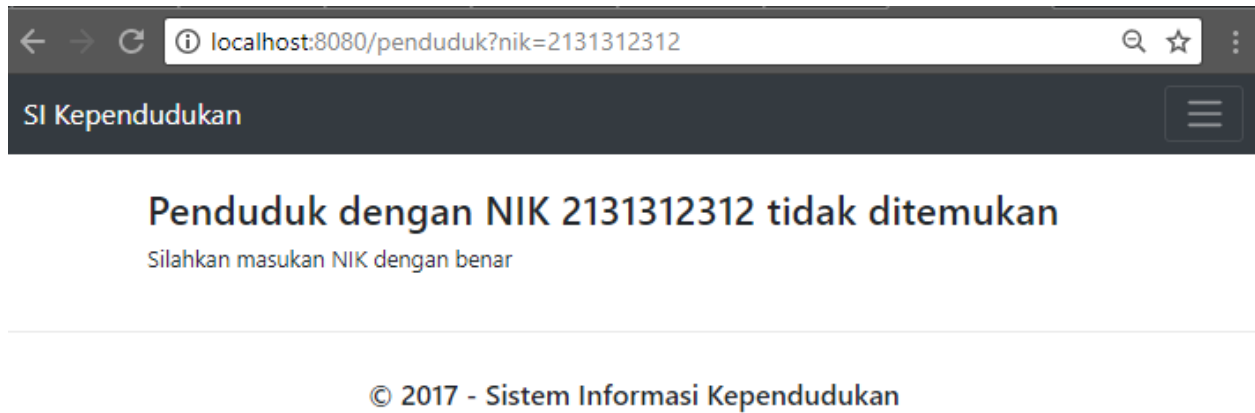 localhost:8080/penduduk?nik=2131312312
SI Kependudukan
Penduduk dengan NIK 2131312312 tidak ditemukan
Silahkan masukan NIK dengan benar
© 2017 - Sistem Informasi Kependudukan